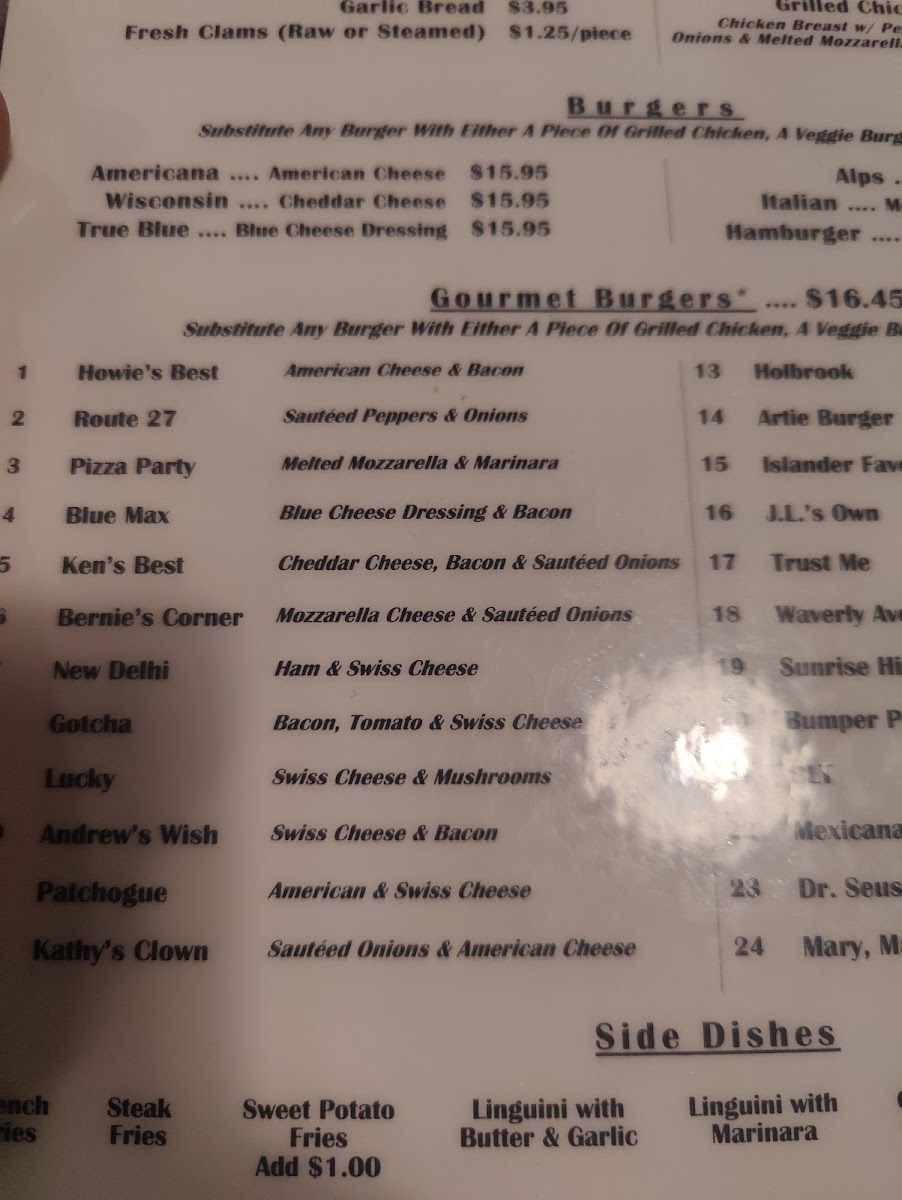 Garlic Bread $3.95
Fresh Clams (Raw or Steamed) $1.25/piece
Grilled
Chicken Breast w/
Onions & Melted
Burgers
Substitute Any Burger With Either A Piece Of Grilled Chicken, A Veggie
Americana .... American Cheese $15.95
Wisconsin .... Cheddar Cheese $15.95
True Blue .... Blue Cheese Dressing $15.95
Alps .
Italian ....
Hamburger ....
Gourmet Burgers* .... $16.45
Substitute Any Burger With Either A Piece Of Grilled Chicken, A Veggie
1 Howie's Best American Cheese & Bacon
2 Route 27 Sautéed Peppers & Onions
3 Pizza Party Melted Mozzarella & Marinara
4 Blue Max Blue Cheese Dressing & Bacon
5 Ken's Best Cheddar Cheese, Bacon & Sautéed Onions
Bernie's Corner Mozzarella Cheese & Sautéed Onions
New Delhi Ham & Swiss Cheese
Gotcha Bacon, Tomato & Swiss Cheese
Lucky Swiss Cheese & Mushrooms
Andrew's Wish Swiss Cheese & Bacon
Patchogue American & Swiss Cheese
Kathy's Clown Sautéed Onions & American Cheese
13 Holbrook
14 Artie Burger
15 Islander
16 J.L.'s Own
17 Trust Me
18 Waverly
19 Sunrise
Bumper
Mexicana
23 Dr.
24 Mary,
Side Dishes
Steak
Fries
Sweet Potato
Fries
Add $1.00
Linguini with
Butter & Garlic
Linguini with
Marinara